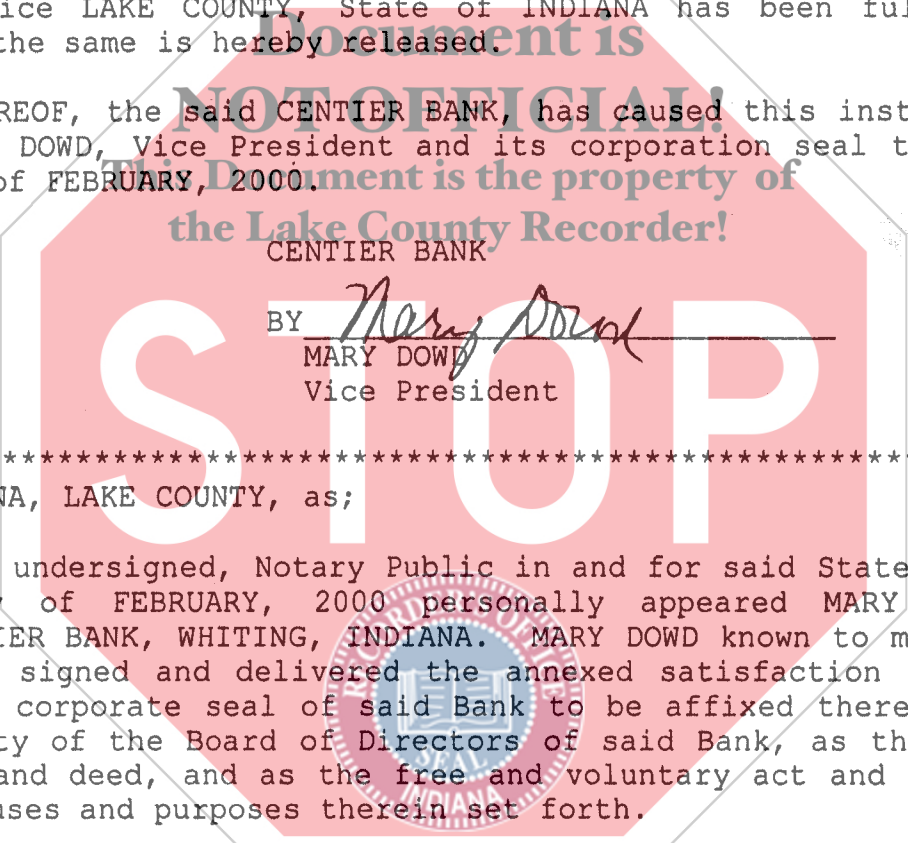 ice LAKE COUNTY, State of INDIANA has been ful
Document is
the same is hereby released.
NOT OFFICIAL!
REOF, the said CENTIER BANK, has caused this inst
DOWD, Vice President and its corporation seal t
This Document is the property of
of FEBRUARY, 2000.
the Lake County Recorder!
CENTIER BANK
STOP
BY Mary Dowd
MARY DOWD
Vice President
**************************************************
NA, LAKE COUNTY, as;
undersigned, Notary Public in and for said State
y of FEBRUARY, 2000 personally appeared MARY
IER BANK, WHITING, INDIANA. MARY DOWD known to m
signed and delivered the annexed satisfaction
corporate seal of said Bank to be affixed there
ty of the Board of Directors of said Bank, as th
and deed, and as the free and voluntary act and
uses and purposes therein set forth.
RECORDER'S OFFICE
SEAL
INDIANA